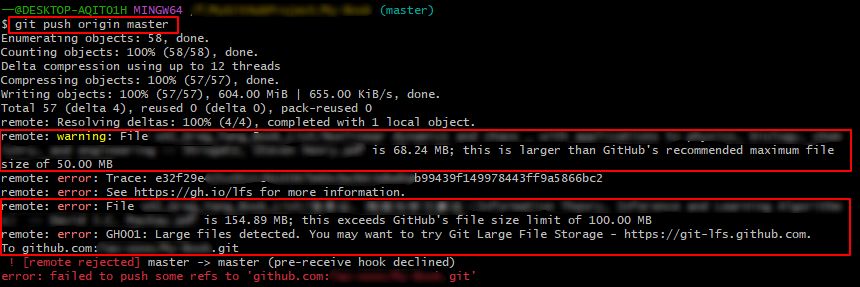 @DESKTOP-AQITO1H MINGW64 (master)
$ git push origin master
Enumerating objects: 58, done.
Counting objects: 100% (58/58), done.
Delta compression using up to 12 threads
Compressing objects: 100% (57/57), done.
Writing objects: 100% (57/57), 604.00 MiB | 655.00 KiB/s, done.
Total 57 (delta 4), reused 0 (delta 0), pack-reused 0
remote: Resolving deltas: 100% (4/4), completed with 1 local object.
remote: warning: File
is 68.24 MB; this is larger than GitHub's recommended maximum file
size of 50.00 MB
remote: error: Trace: e32f29e b99439f149978443ff9a5866bc2
remote: error: See https://gh.io/lfs for more information.
remote: error: File
is 154.89 MB; this exceeds GitHub's file size limit of 100.00 MB
remote: error: GH001: Large files detected. You may want to try Git Large File Storage - https://git-lfs.github.com.
To github.com: .git
! [remote rejected] master -> master (pre-receive hook declined)
error: failed to push some refs to 'github.com: git'